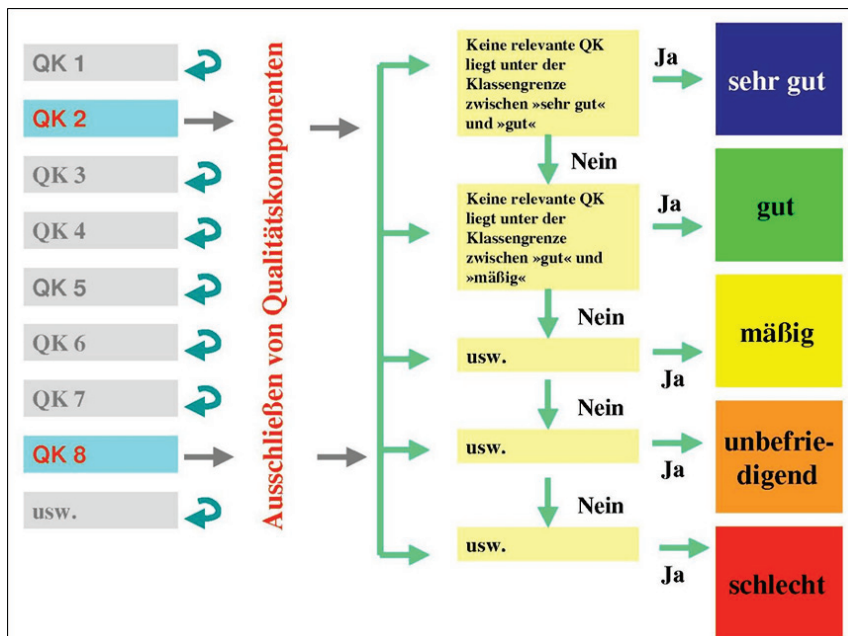 QK 1
QK 2
QK 3
QK 4
QK 5
QK 6
QK 7
QK 8
usw.
Ausschließen von Qualitätskomponenten
Keine relevante QK
liegt unter der
Klassengrenze
zwischen »sehr gut«
und »gut«
Ja
sehr gut
Nein
Keine relevante QK
liegt unter der
Klassengrenze
zwischen »gut« und
»mäßig«
Ja
gut
Nein
usw.
Ja
mäßig
Nein
usw.
Ja
unbefrie-
digend
Nein
usw.
Ja
schlecht